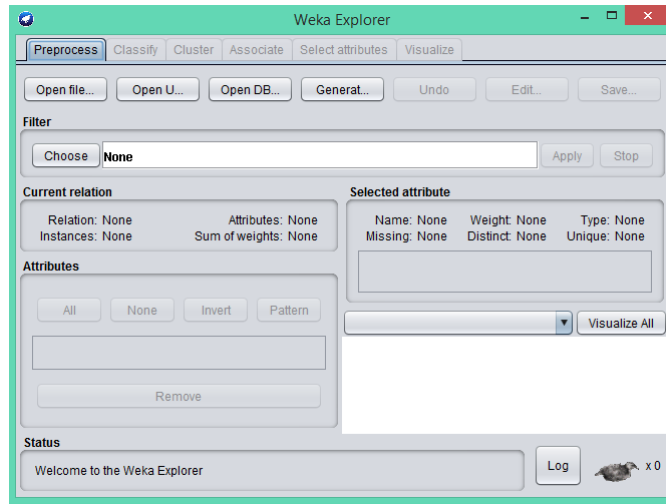 Weka Explorer
Preprocess Classify Cluster Associate Select attributes Visualize
Open file... Open U... Open DB... Generat... Undo Edit... Save...
Filter
Choose None Apply Stop
Current relation
Relation: None Attributes: None
Instances: None Sum of weights: None
Selected attribute
Name: None Weight: None Type: None
Missing: None Distinct: None Unique: None
Attributes
All None Invert Pattern
Remove
Visualize All
Status
Welcome to the Weka Explorer
Log x 0